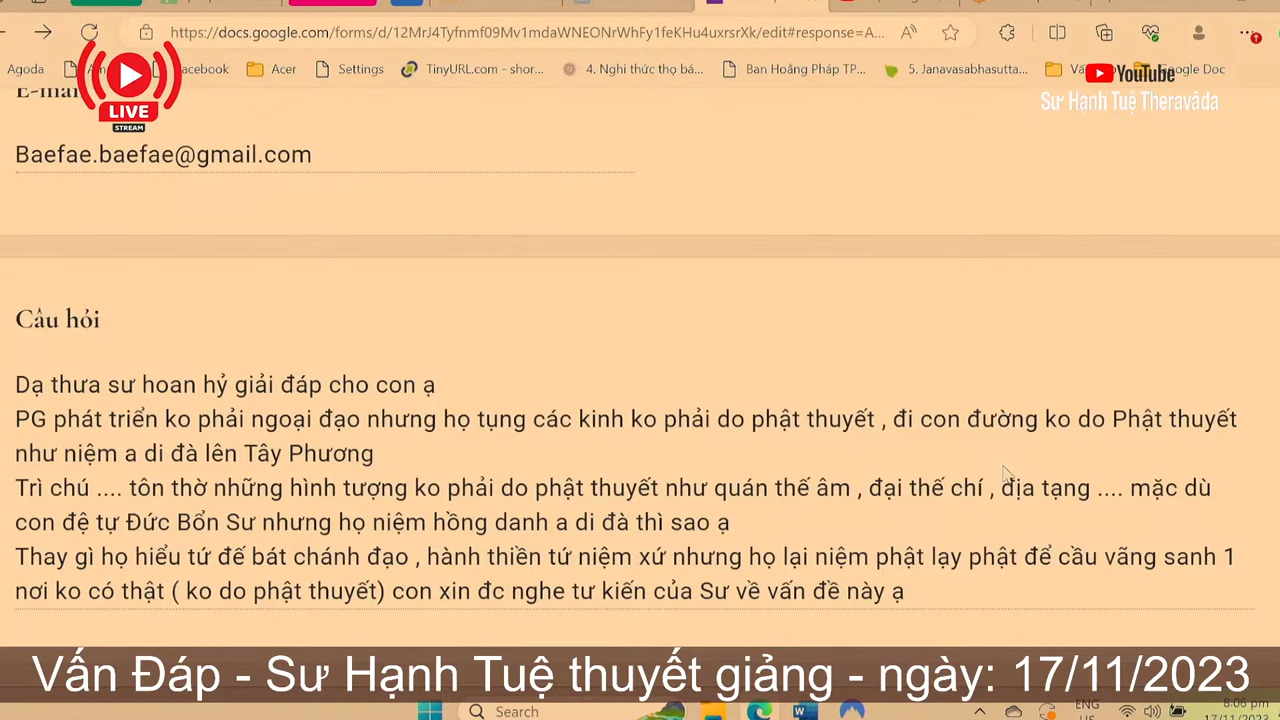 https://docs.google.com/forms/d/12MrJ4Tyfnmf09Mv1mdaWNEONrWhFy1feKHu4uxrsrXk/edit#response=A...
Agoda
acebook
Acer
Settings
TinyURL.com - shor...
4. Nghi thức thọ bá...
Ban Hoằng Pháp TP...
5. Janavasabhasutta...
Google Doc
LIVE
STREAM
YouTube
Sư Hạnh Tuệ Theravāda
E-mai
Baefae.baefae@gmail.com
Câu hỏi
Dạ thưa sư hoan hỷ giải đáp cho con ạ
PG phát triển ko phải ngoại đạo nhưng họ tụng các kinh ko phải do phật thuyết , đi con đường ko do Phật thuyết
như niệm a di đà lên Tây Phương
Trì chú .... tôn thờ những hình tượng ko phải do phật thuyết như quán thế âm , đại thế chí , địa tạng .... mặc dù
con đệ tự Đức Bổn Sư nhưng họ niệm hồng danh a di đà thì sao ạ
Thay gì họ hiểu tứ đế bát chánh đạo , hành thiền tứ niệm xứ nhưng họ lại niệm phật lạy phật để cầu vãng sanh 1
nơi ko có thật ( ko do phật thuyết) con xin đc nghe tư kiến của Sư về vấn đề này ạ
Vấn Đáp - Sư Hạnh Tuệ thuyết giảng - ngày: 17/11/2023
Search
ENG
US
8:06 pm
17/11/2023